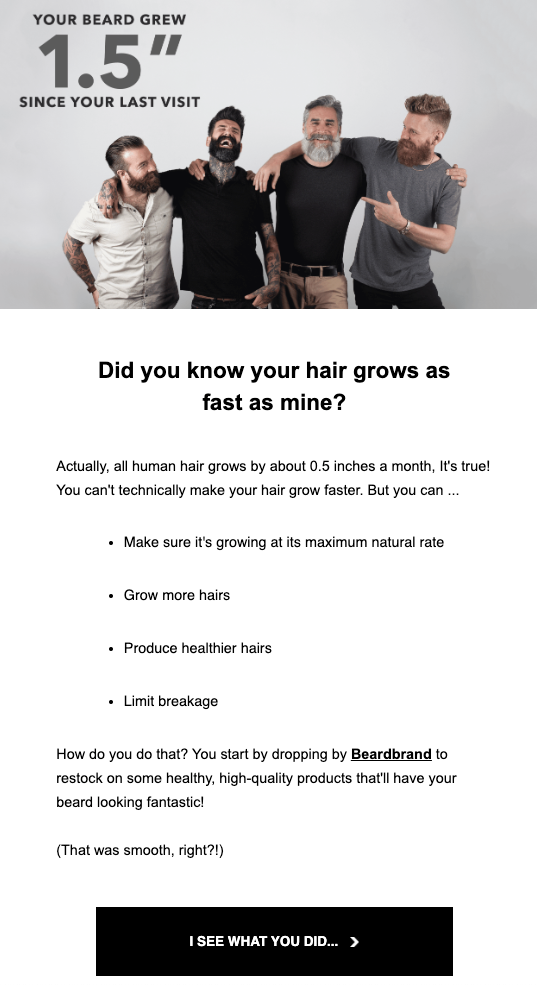 YOUR BEARD GREW
1.5"
SINCE YOUR LAST VISIT
Did you know your hair grows as
fast as mine?
Actually, all human hair grows by about 0.5 inches a month, It's true!
You can't technically make your hair grow faster. But you can ...
• Make sure it's growing at its maximum natural rate
• Grow more hairs
• Produce healthier hairs
• Limit breakage
How do you do that? You start by dropping by Beardbrand to
restock on some healthy, high-quality products that'll have your
beard looking fantastic!
(That was smooth, right?!)
I SEE WHAT YOU DID... ❯